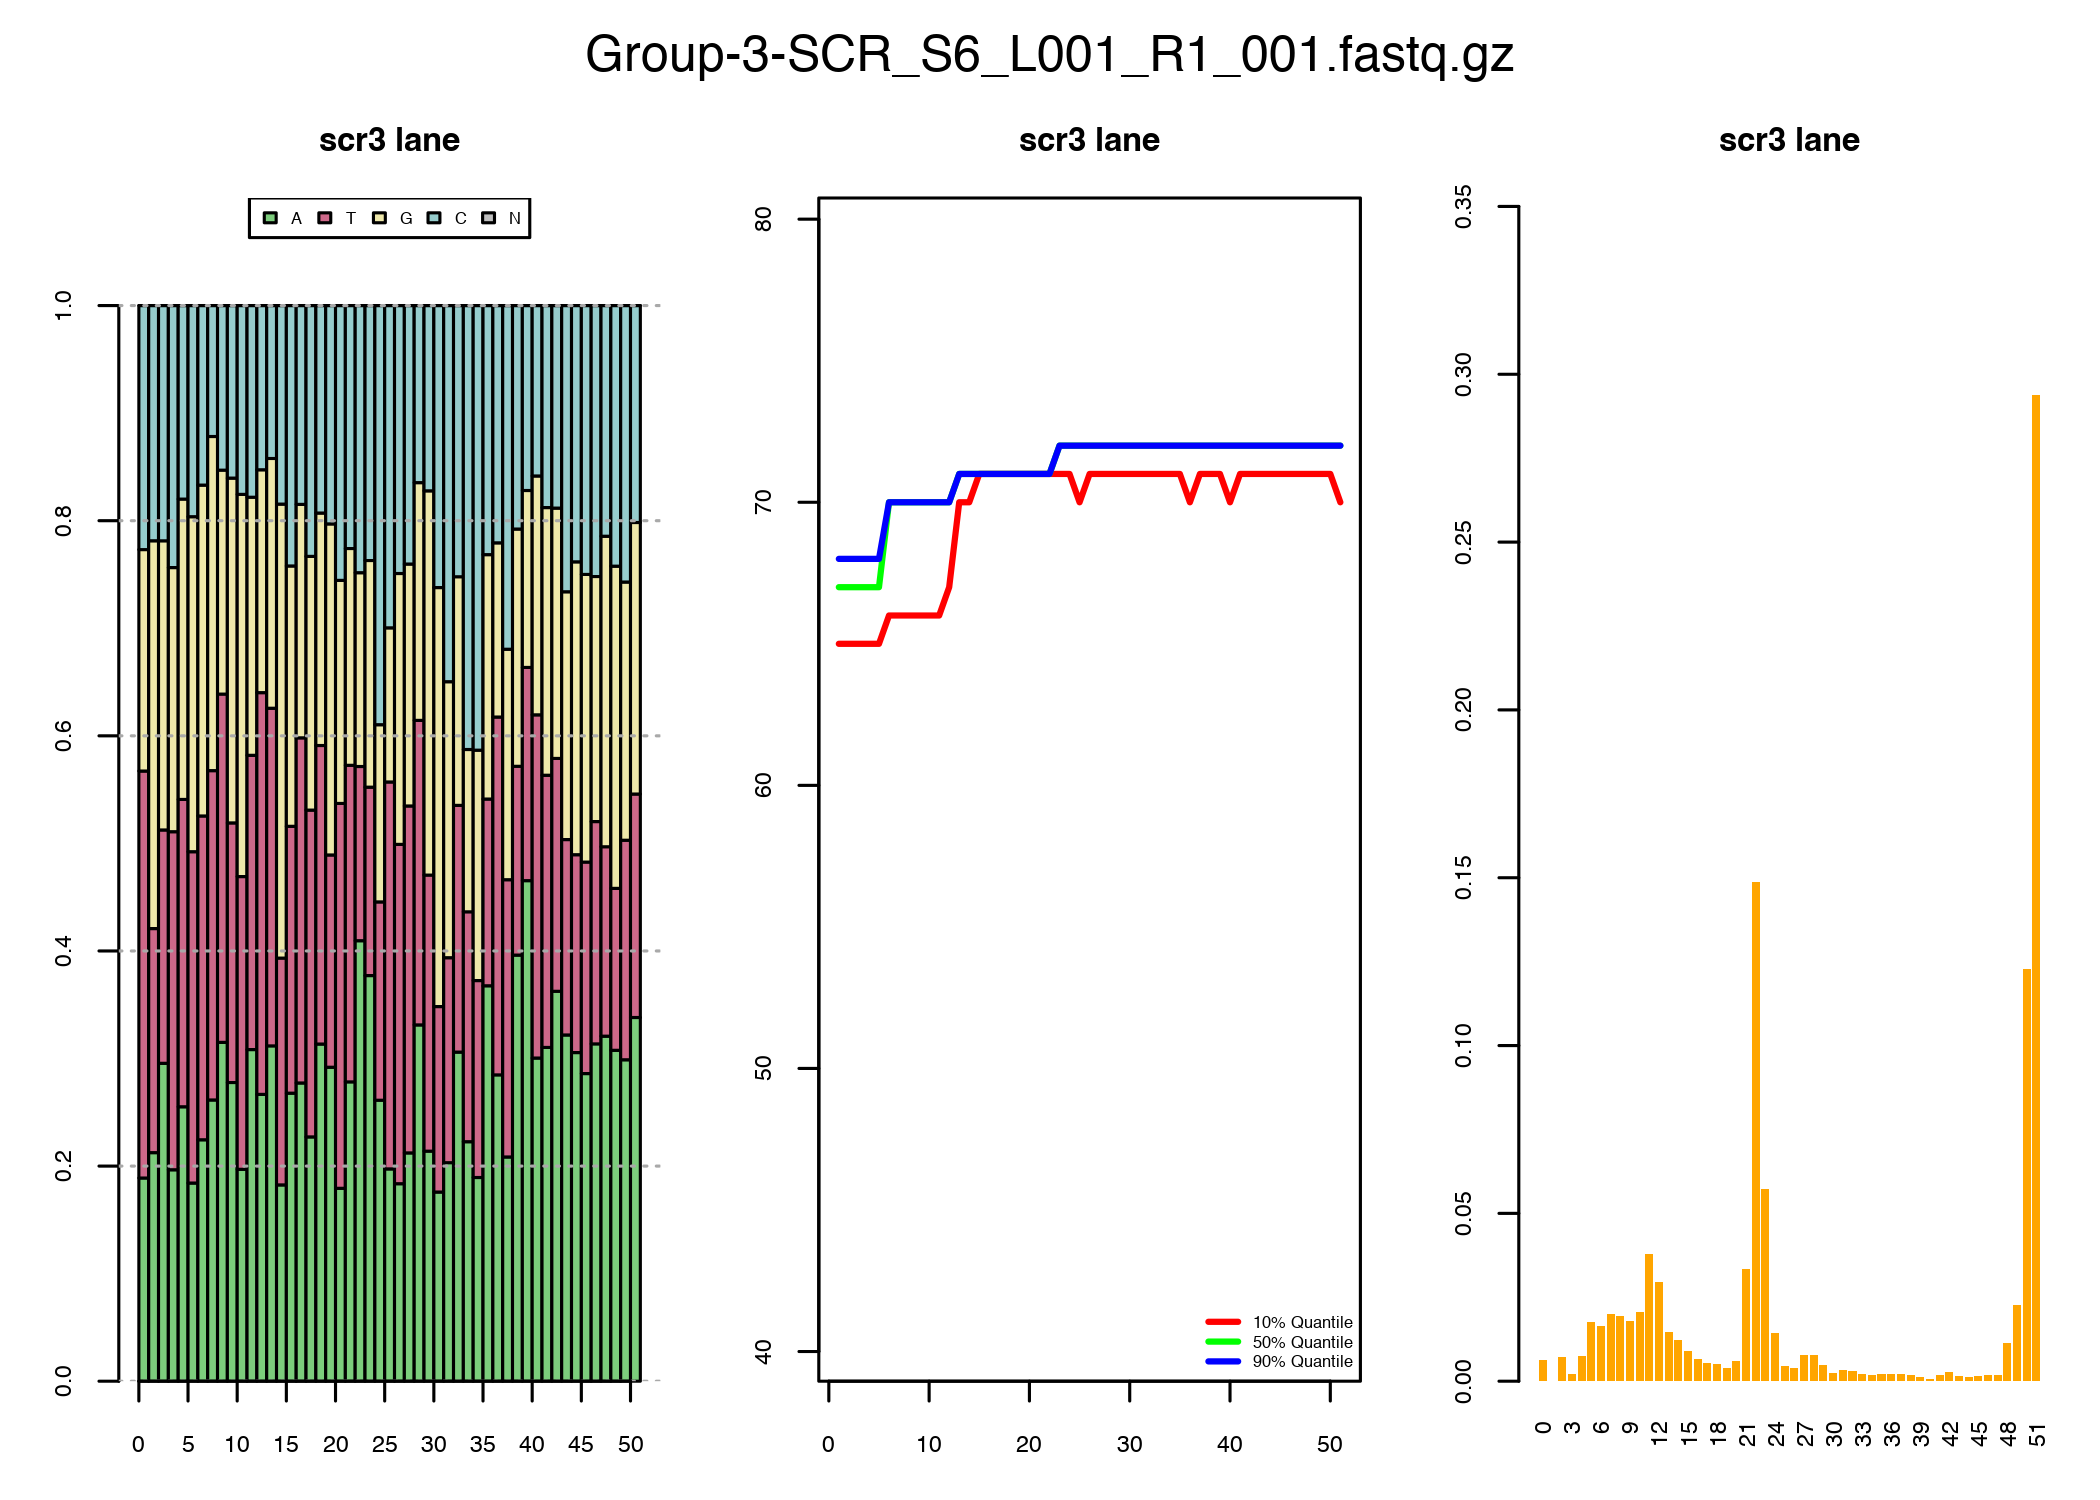 Group-3-SCR_S6_L001_R1_001.fastq.gz
scr3 lane
A T G C N
1.0
0.8
0.6
0.4
0.2
0.0
0 5 10 15 20 25 30 35 40 45 50
scr3 lane
80
70
60
50
40
10% Quantile
50% Quantile
90% Quantile
0 10 20 30 40 50
scr3 lane
0.35
0.30
0.25
0.20
0.15
0.10
0.05
0.00
0 3 6 9 12 15 18 21 24 27 30 33 36 39 42 45 48 51